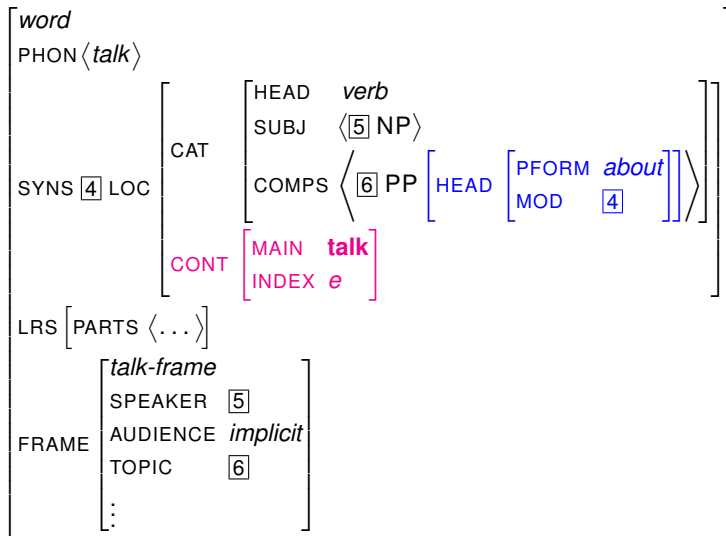 word
PHON ⟨talk⟩
SYNS 4 LOC
CAT
HEAD verb
SUBJ ⟨5 NP⟩
COMPS ⟨6 PP [HEAD [PFORM about
MOD 4]]⟩
CONT [MAIN talk
INDEX e]
LRS [PARTS ⟨...⟩]
FRAME
talk-frame
SPEAKER 5
AUDIENCE implicit
TOPIC 6
⋮